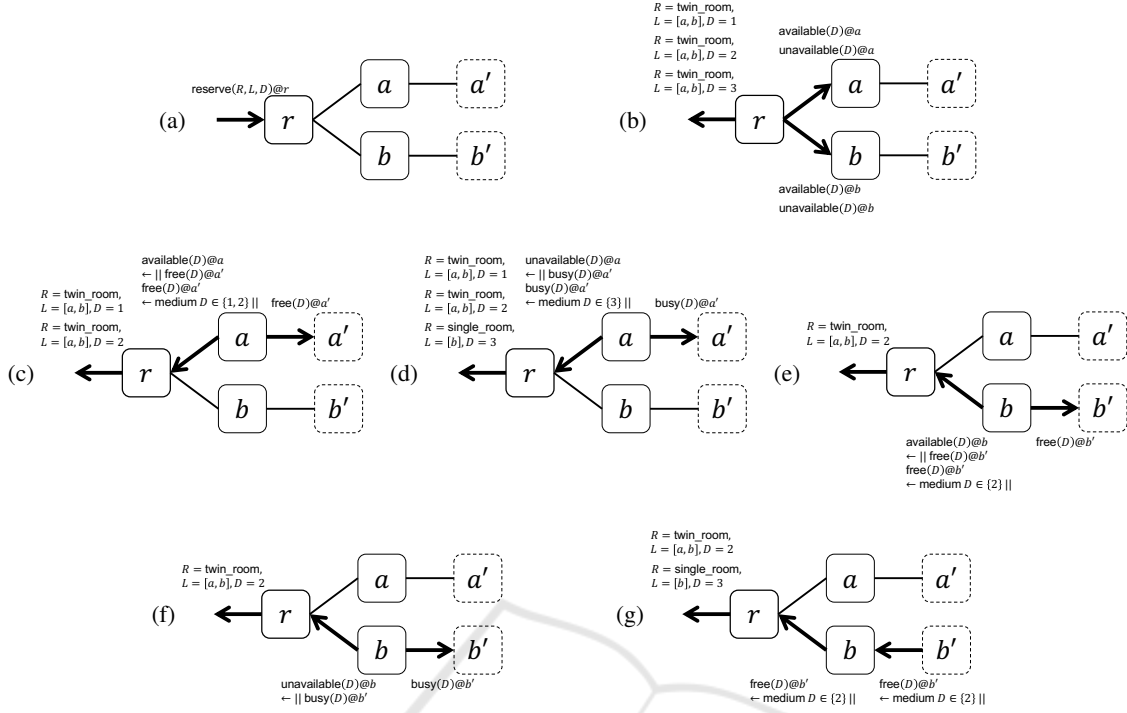 reserve(R, L, D)@r
(a)
r
a
a′
b
b′
R = twin_room,
L = [a, b], D = 1
R = twin_room,
L = [a, b], D = 2
R = twin_room,
L = [a, b], D = 3
available(D)@a
unavailable(D)@a
(b)
r
a
a′
b
b′
available(D)@b
unavailable(D)@b
R = twin_room,
L = [a, b], D = 1
R = twin_room,
L = [a, b], D = 2
available(D)@a
← || free(D)@a′
free(D)@a′
← medium D ∈ {1, 2} ||
free(D)@a′
(c)
r
a
a′
b
b′
R = twin_room,
L = [a, b], D = 1
R = twin_room,
L = [a, b], D = 2
R = single_room,
L = [b], D = 3
unavailable(D)@a
← || busy(D)@a′
busy(D)@a′
← medium D ∈ {3} ||
busy(D)@a′
(d)
r
a
a′
b
b′
R = twin_room,
L = [a, b], D = 2
(e)
r
a
a′
b
b′
available(D)@b
← || free(D)@b′
free(D)@b′
← medium D ∈ {2} ||
free(D)@b′
R = twin_room,
L = [a, b], D = 2
(f)
r
a
a′
b
b′
unavailable(D)@b
← || busy(D)@b′
busy(D)@b′
R = twin_room,
L = [a, b], D = 2
R = single_room,
L = [b], D = 3
(g)
r
a
a′
b
b′
free(D)@b′
← medium D ∈ {2} ||
free(D)@b′
← medium D ∈ {2} ||